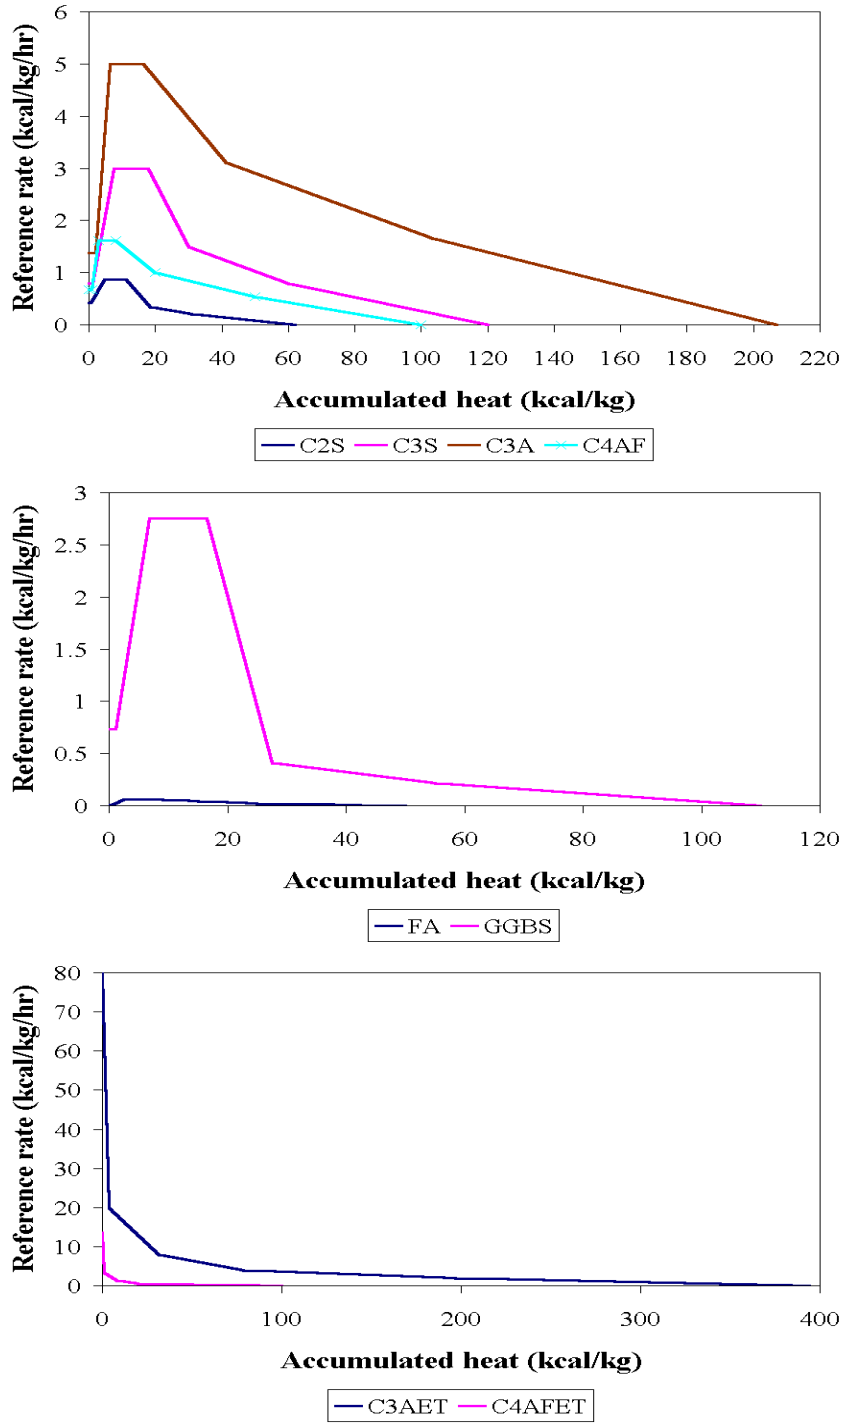 Reference rate (kcal/kg/hr)
6
5
4
3
2
1
0
0 20 40 60 80 100 120 140 160 180 200 220
Accumulated heat (kcal/kg)
C2S C3S C3A C4AF
Reference rate (kcal/kg/hr)
3
2.5
2
1.5
1
0.5
0
0 20 40 60 80 100 120
Accumulated heat (kcal/kg)
FA GGBS
Reference rate (kcal/kg/hr)
80
70
60
50
40
30
20
10
0
0 100 200 300 400
Accumulated heat (kcal/kg)
C3AET C4AFET